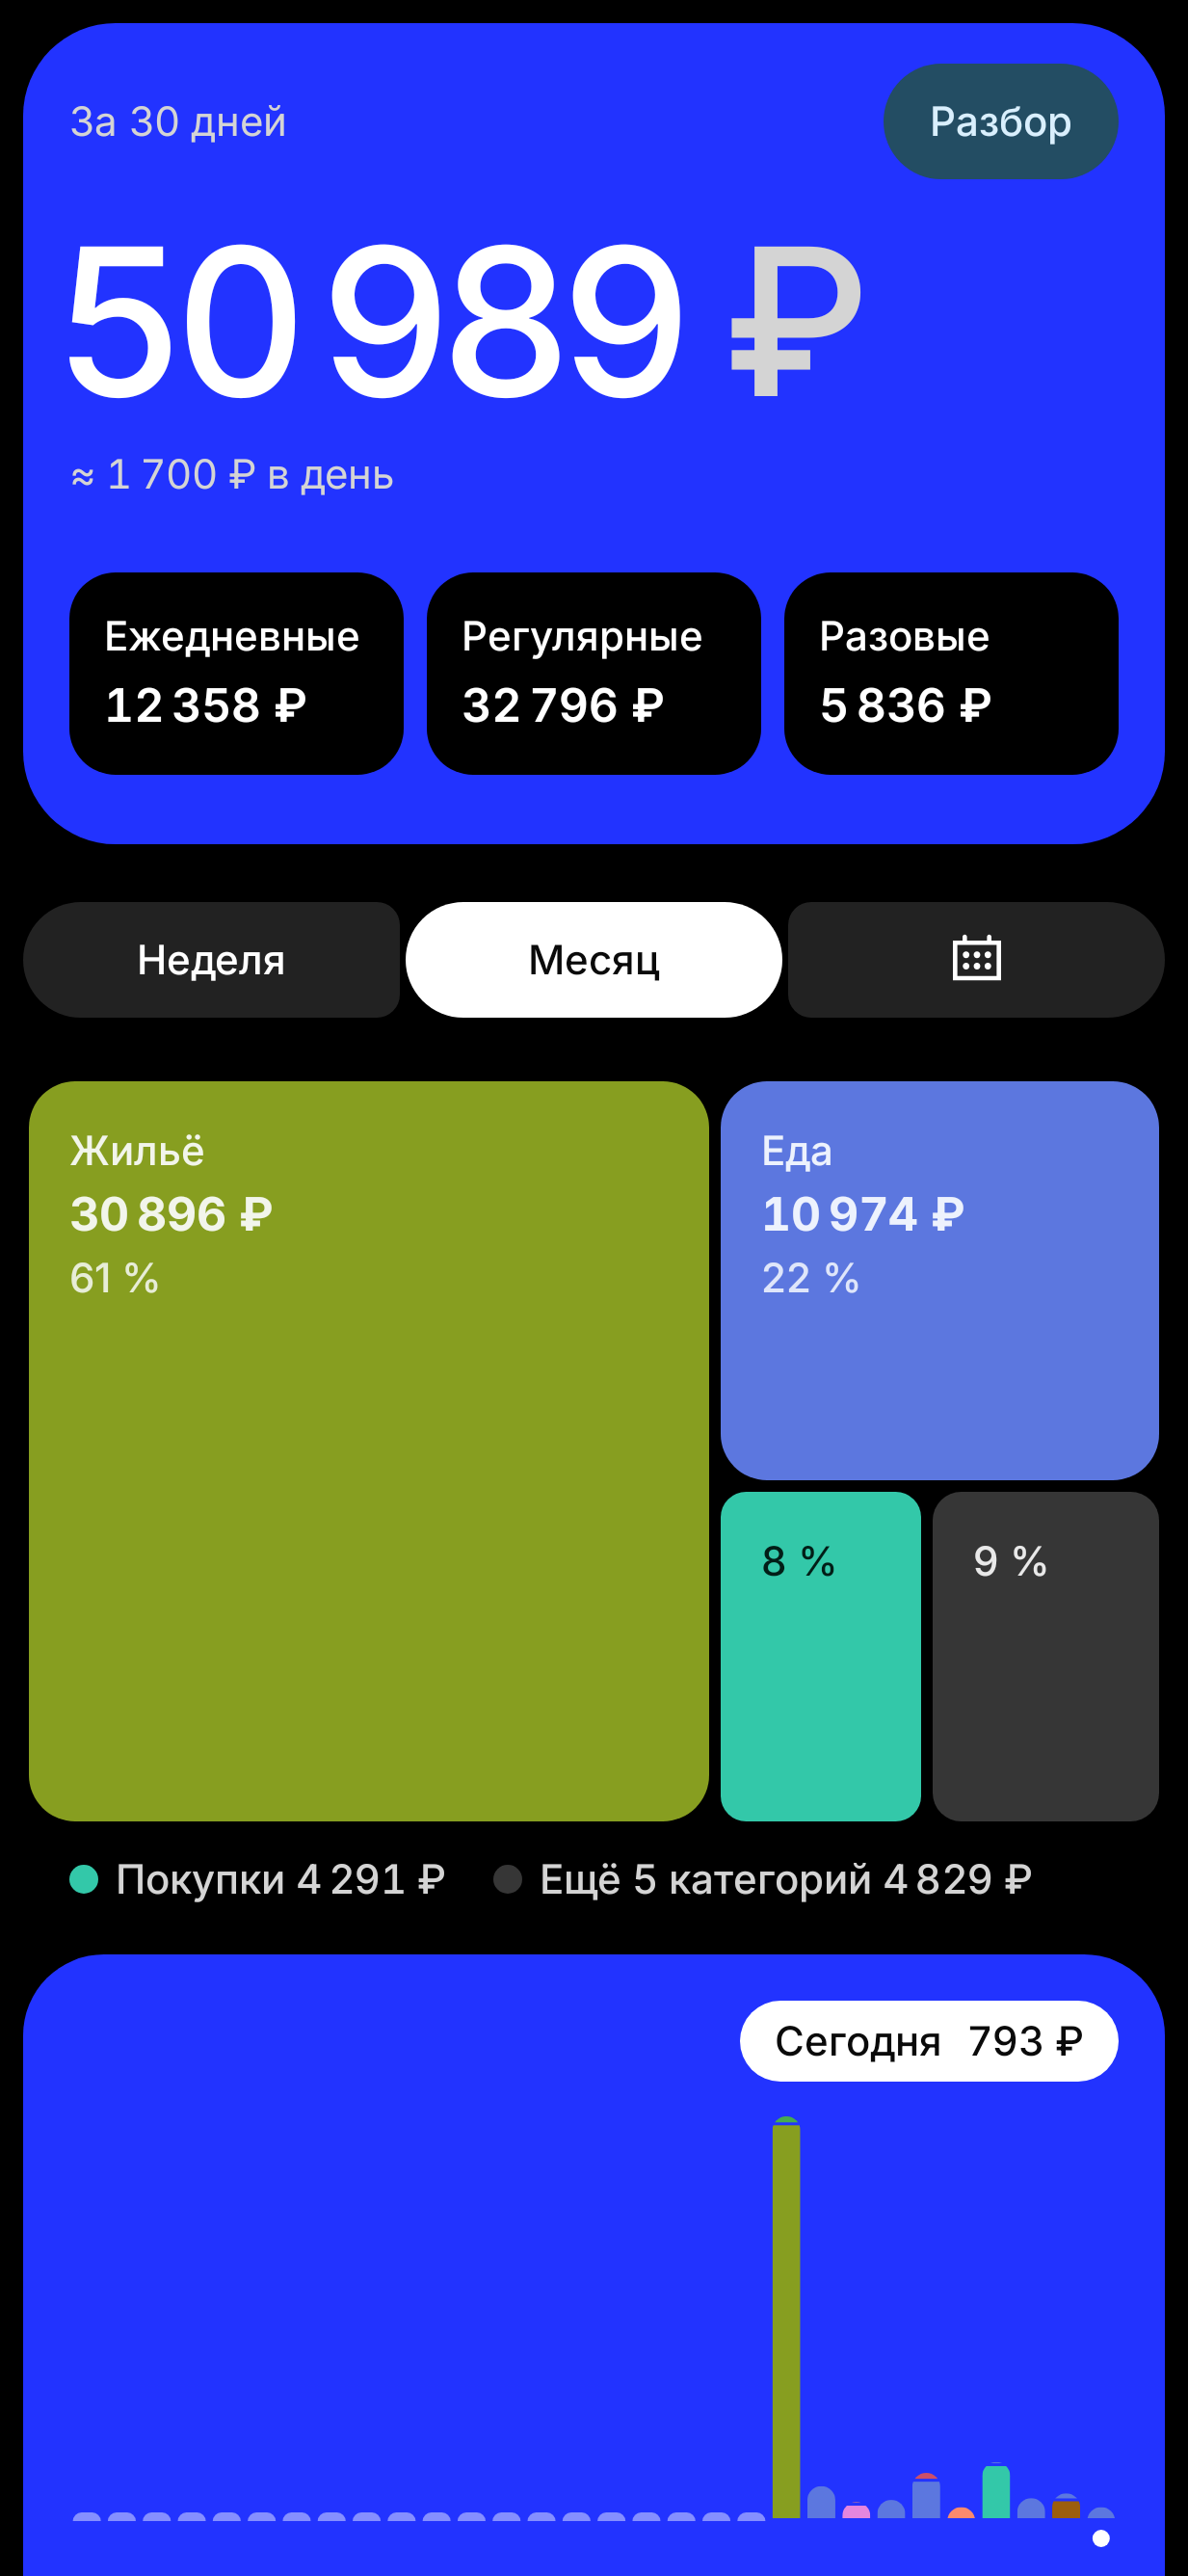 За 30 дней
Разбор
50 989 ₽
≈ 1 700 ₽ в день
Ежедневные
12 358 ₽
Регулярные
32 796 ₽
Разовые
5 836 ₽
Неделя
Месяц
Жильё
30 896 ₽
61 %
Еда
10 974 ₽
22 %
8 %
9 %
Покупки 4 291 ₽
Ещё 5 категорий 4 829 ₽
Сегодня 793 ₽